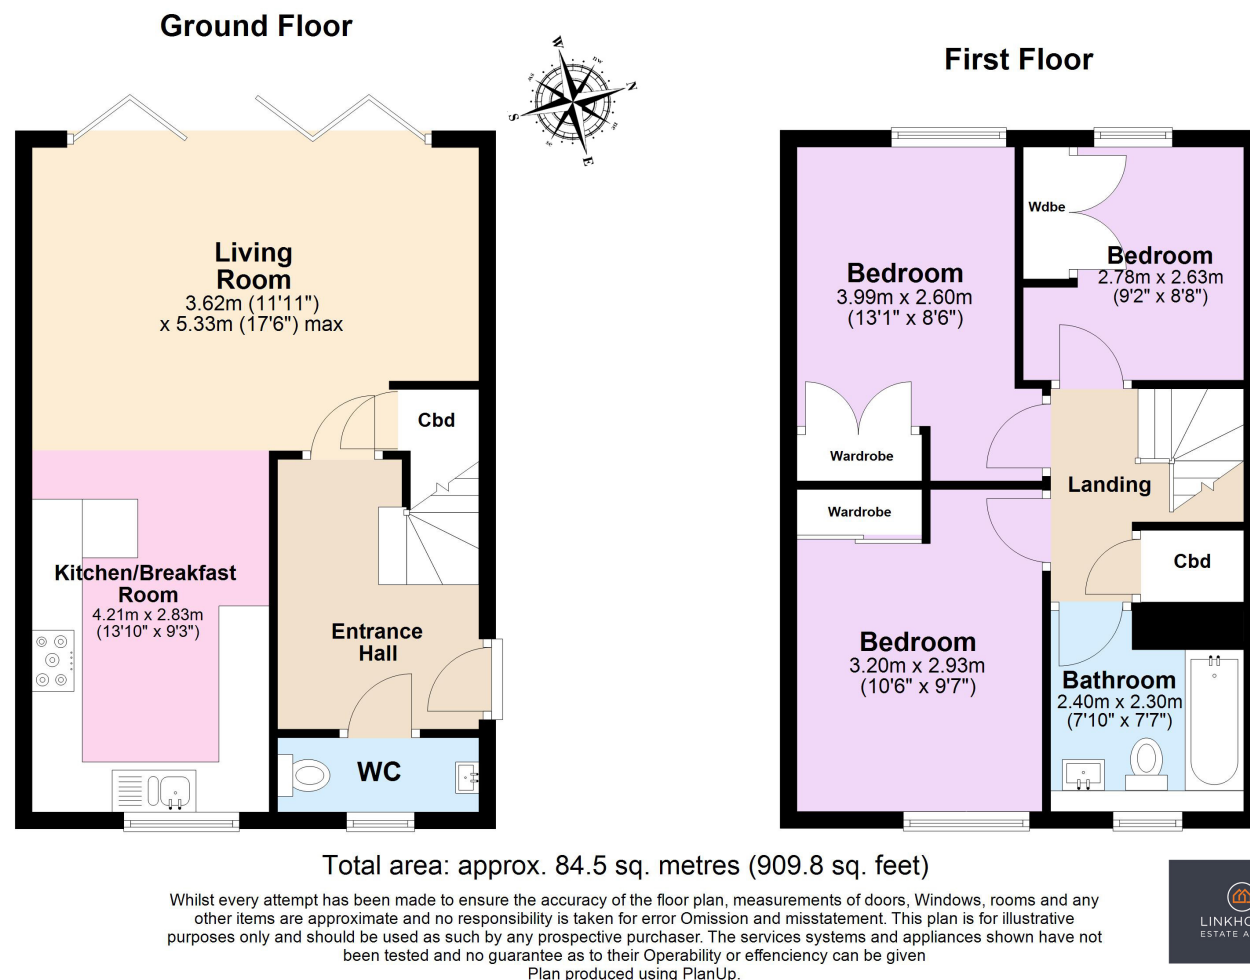 Ground Floor
First Floor
W
N
S
E
nw
ne
se
Living
Room
3.62m (11'11")
x 5.33m (17'6") max
Cbd
Kitchen/Breakfast
Room
4.21m x 2.83m
(13'10" x 9'3")
Entrance
Hall
WC
Wdbe
Bedroom
2.78m x 2.63m
(9'2" x 8'8")
Bedroom
3.99m x 2.60m
(13'1" x 8'6")
Wardrobe
Wardrobe
Landing
Cbd
Bedroom
3.20m x 2.93m
(10'6" x 9'7")
Bathroom
2.40m x 2.30m
(7'10" x 7'7")
Total area: approx. 84.5 sq. metres (909.8 sq. feet)
Whilst every attempt has been made to ensure the accuracy of the floor plan, measurements of doors, Windows, rooms and any
other items are approximate and no responsibility is taken for error Omission and misstatement. This plan is for illustrative
purposes only and should be used as such by any prospective purchaser. The services systems and appliances shown have not
been tested and no guarantee as to their Operability or effenciency can be given
Plan produced using PlanUp.
LINKHO
ESTATE A